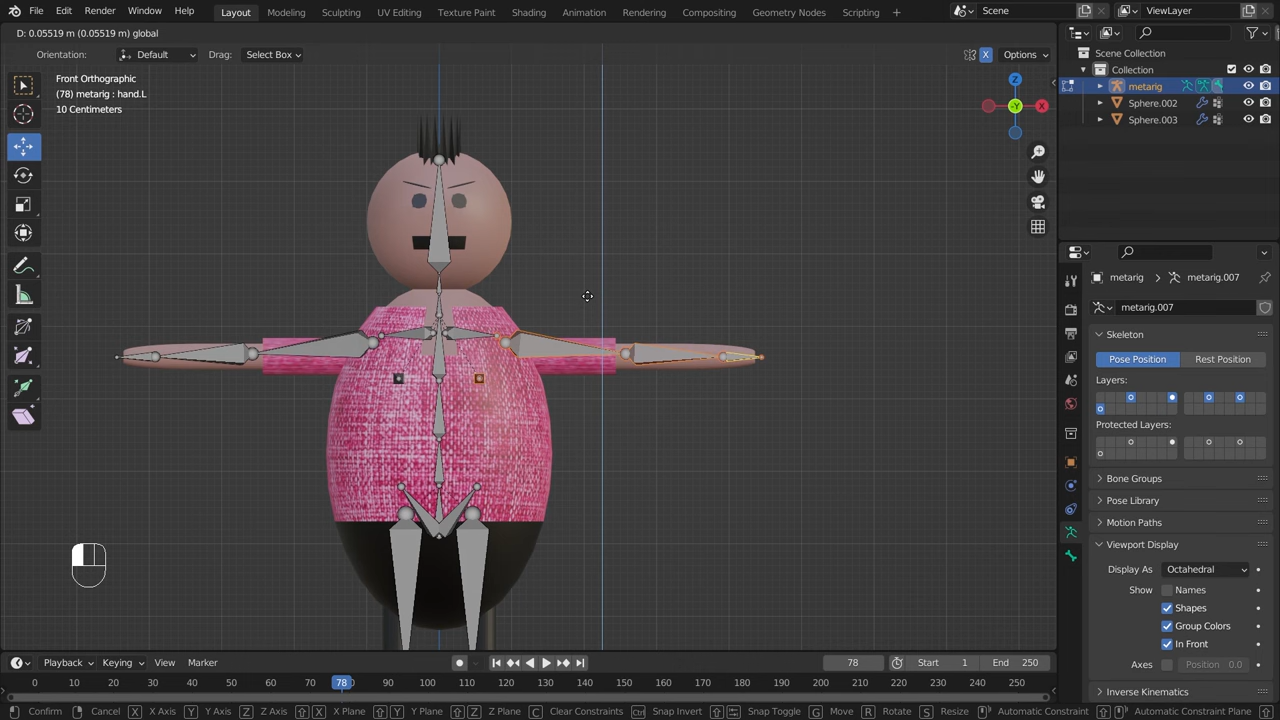 File Edit Render Window Help Layout Modeling Sculpting UV Editing Texture Paint Shading Animation Rendering Compositing Geometry Nodes Scripting + Scene ViewLayer
D: 0.05519 m (0.05519 m) global
Orientation: Default Drag: Select Box X Options
Front Orthographic
(78) metarig : hand.L
10 Centimeters
Z
-Y
X
Scene Collection
Collection
metarig
Sphere.002
Sphere.003
metarig > metarig.007
metarig.007
Skeleton
Pose Position Rest Position
Layers:
Protected Layers:
Bone Groups
Pose Library
Motion Paths
Viewport Display
Display As Octahedral
Show Names
Shapes
Group Colors
In Front
Axes Position 0.0
Inverse Kinematics
Playback Keying View Marker 78 Start 1 End 250
0 10 20 30 40 50 60 78 90 100 110 120 130 140 150 160 170 180 190 200 210 220 230 240 250
Confirm Cancel X X Axis Y Y Axis Z Z Axis X X Plane Y Y Plane Z Z Plane C Clear Constraints Snap Invert Snap Toggle G Move R Rotate S Resize Automatic Constraint Automatic Constraint Plane